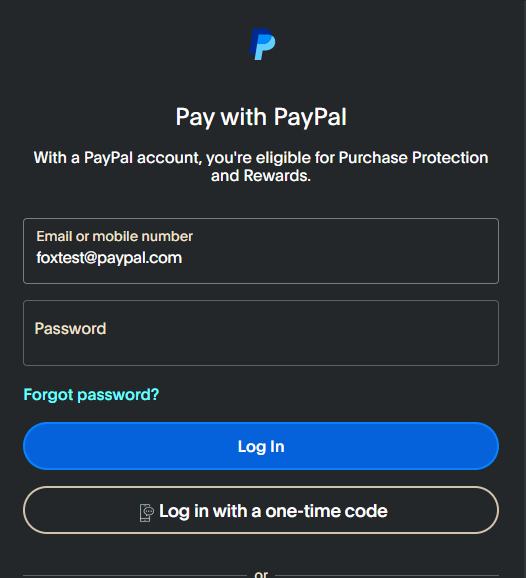 Pay with PayPal
With a PayPal account, you're eligible for Purchase Protection
and Rewards.
Email or mobile number
foxtest@paypal.com
Password
Forgot password?
Log In
Log in with a one-time code
or